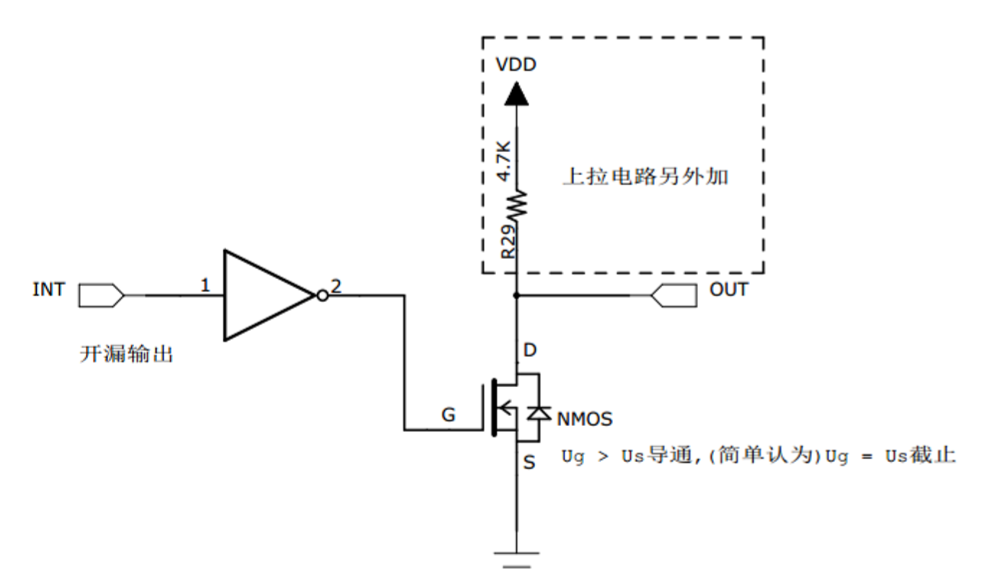 VDD
4.7K
上拉电路另外加
R29
INT
1
2
OUT
开漏输出
D
G
NMOS
S
Ug > Us导通,(简单认为)Ug = Us截止